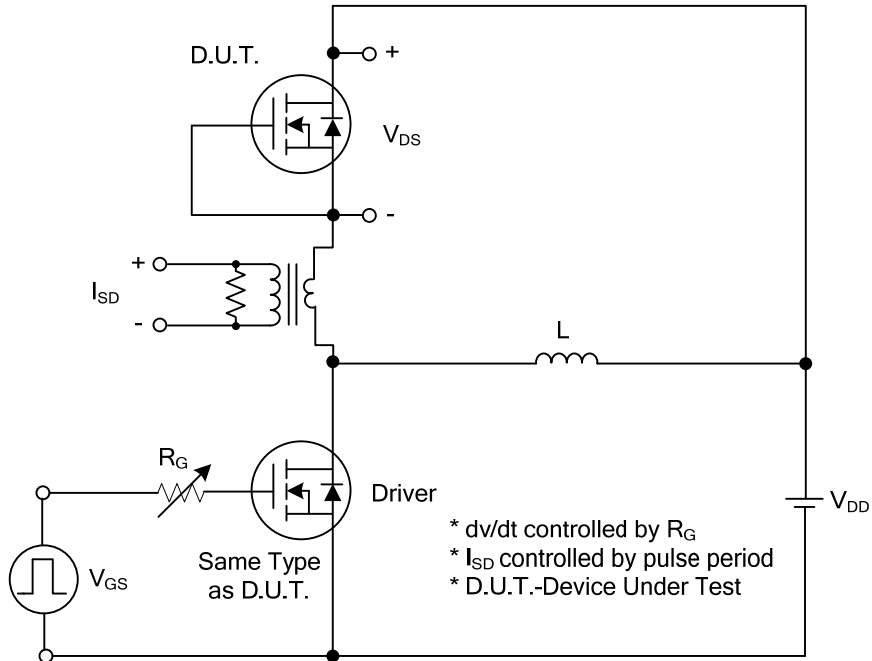 D.U.T.
+
VDS
-
+
ISD
-
L
RG
Driver
VDD
VGS
Same Type
as D.U.T.
* dv/dt controlled by RG
* ISD controlled by pulse period
* D.U.T.-Device Under Test